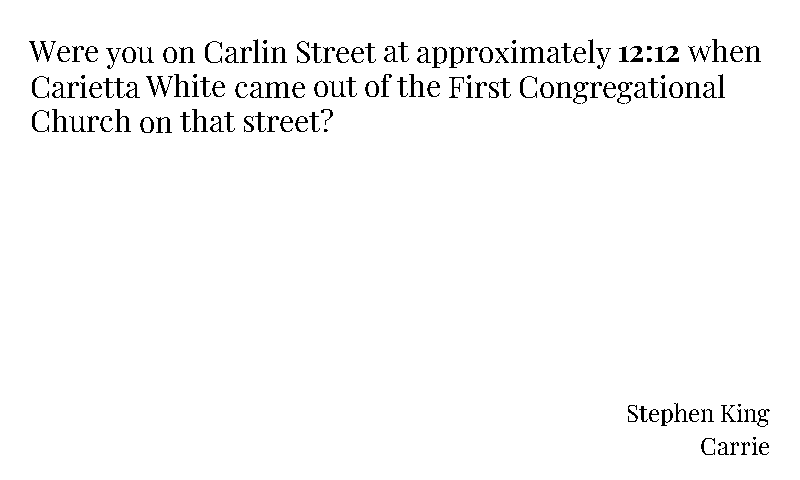 Were you on Carlin Street at approximately 12:12 when
Carietta White came out of the First Congregational
Church on that street?
Stephen King
Carrie